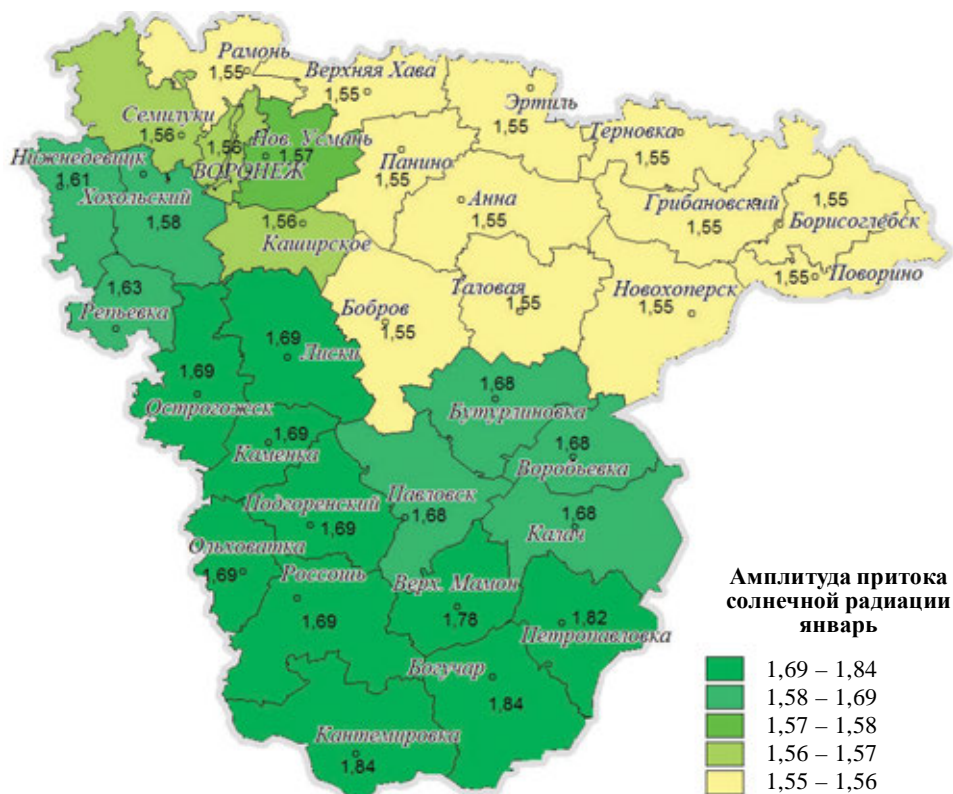 Рамонь
1,55
Верхняя Хава
1,55
Эртиль
1,55
Семилуки
1,56
1,56
Нов. Усмань
1,57
ВОРОНЕЖ
Терновка
1,55
Панино
1,55
Нижнедевицк
1,61
Хохольский
1,58
Анна
1,55
Грибановский
1,55
1,55
Борисоглебск
1,56
Каширское
Поворино
1,55
1,63
Репьевка
Бобров
1,55
Таловая
1,55
Новохоперск
1,55
1,69
Лиски
1,69
Острогожск
1,68
Бутурлиновка
1,69
Каменка
1,68
Воробьевка
Подгоренский
1,69
Павловск
1,68
1,68
Калач
Ольховатка
1,69
Россошь
1,69
Верх. Мамон
1,78
1,82
Петропавловка
Богучар
1,84
Кантемировка
1,84
Амплитуда притока
солнечной радиации
январь
1,69 – 1,84
1,58 – 1,69
1,57 – 1,58
1,56 – 1,57
1,55 – 1,56